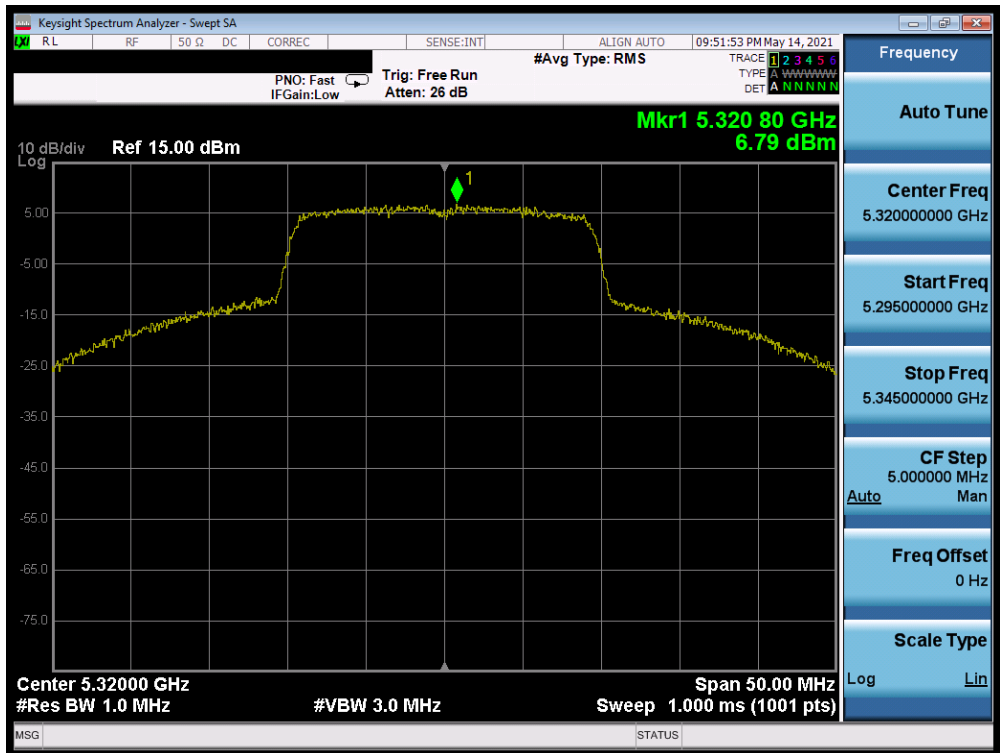 Keysight Spectrum Analyzer - Swept SA
LXI RL RF 50 Ω DC CORREC SENSE:INT ALIGN AUTO 09:51:53 PM May 14, 2021
#Avg Type: RMS TRACE 1 2 3 4 5 6
PNO: Fast Trig: Free Run TYPE A WWWWW
IFGain:Low Atten: 26 dB DET A N N N N N
Mkr1 5.320 80 GHz
6.79 dBm
10 dB/div Ref 15.00 dBm
Log
1
5.00
-5.00
-15.0
-25.0
-35.0
-45.0
-55.0
-65.0
-75.0
Center 5.32000 GHz Span 50.00 MHz
#Res BW 1.0 MHz #VBW 3.0 MHz Sweep 1.000 ms (1001 pts)
MSG STATUS
Frequency
Auto Tune
Center Freq
5.320000000 GHz
Start Freq
5.295000000 GHz
Stop Freq
5.345000000 GHz
CF Step
5.000000 MHz
Auto Man
Freq Offset
0 Hz
Scale Type
Log Lin